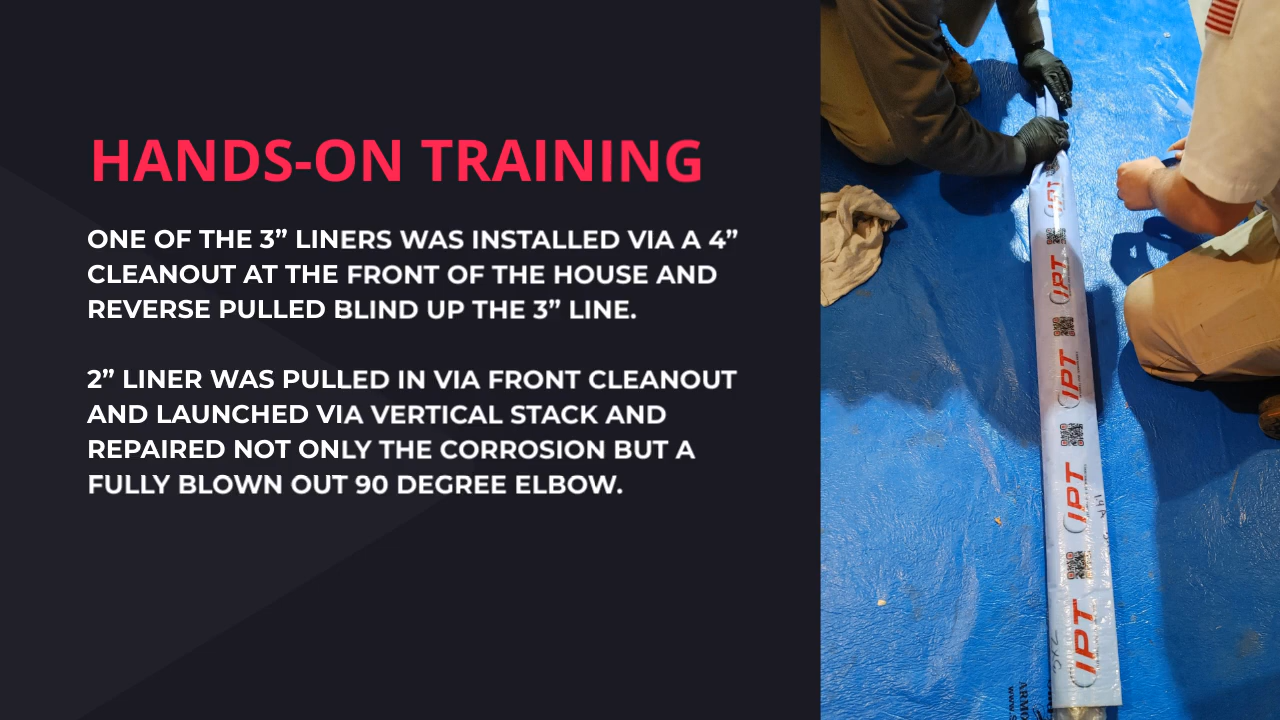 HANDS-ON TRAINING
ONE OF THE 3” LINERS WAS INSTALLED VIA A 4”
CLEANOUT AT THE FRONT OF THE HOUSE AND
REVERSE PULLED BLIND UP THE 3” LINE.
2” LINER WAS PULLED IN VIA FRONT CLEANOUT
AND LAUNCHED VIA VERTICAL STACK AND
REPAIRED NOT ONLY THE CORROSION BUT A
FULLY BLOWN OUT 90 DEGREE ELBOW.
IPT
IPT
IPT
IPT
IPT